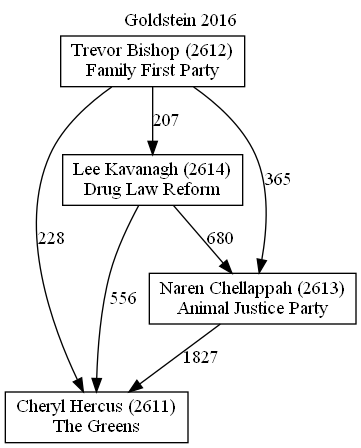 Goldstein 2016
Trevor Bishop (2612)
Family First Party
207
Lee Kavanagh (2614)
Drug Law Reform
365
228
680
556
Naren Chellappah (2613)
Animal Justice Party
1827
Cheryl Hercus (2611)
The Greens